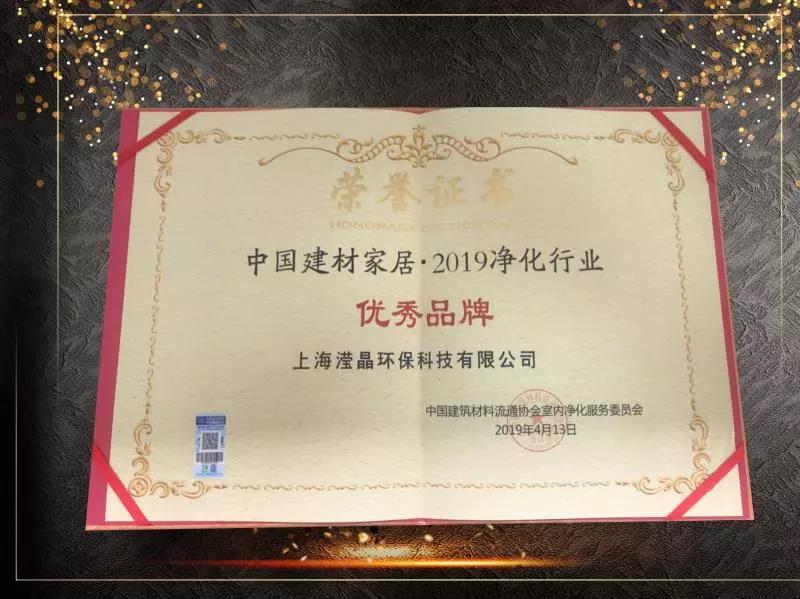 荣誉证书
中国建材家居·2019净化行业
优秀品牌
上海滢晶环保科技有限公司
中国建筑材料流通协会室内净化服务委员会
2019年4月13日